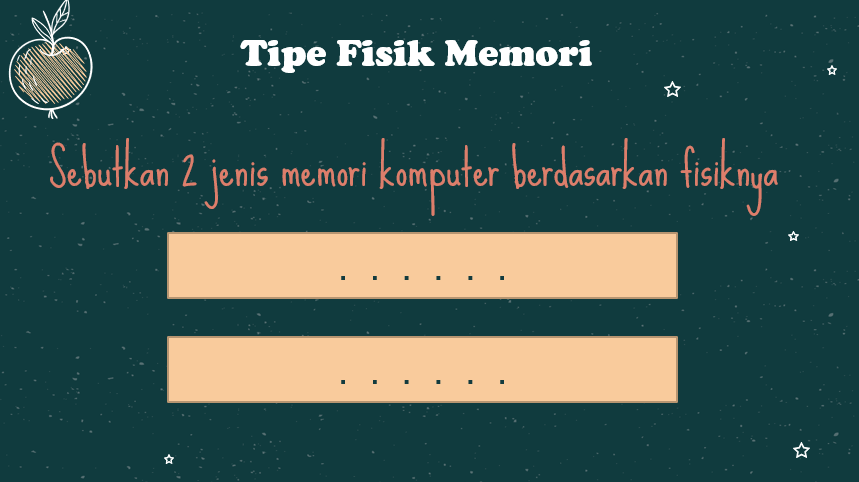 Tipe Fisik Memori
Sebutkan 2 jenis memori komputer berdasarkan fisiknya
. . . . . .
. . . . . .